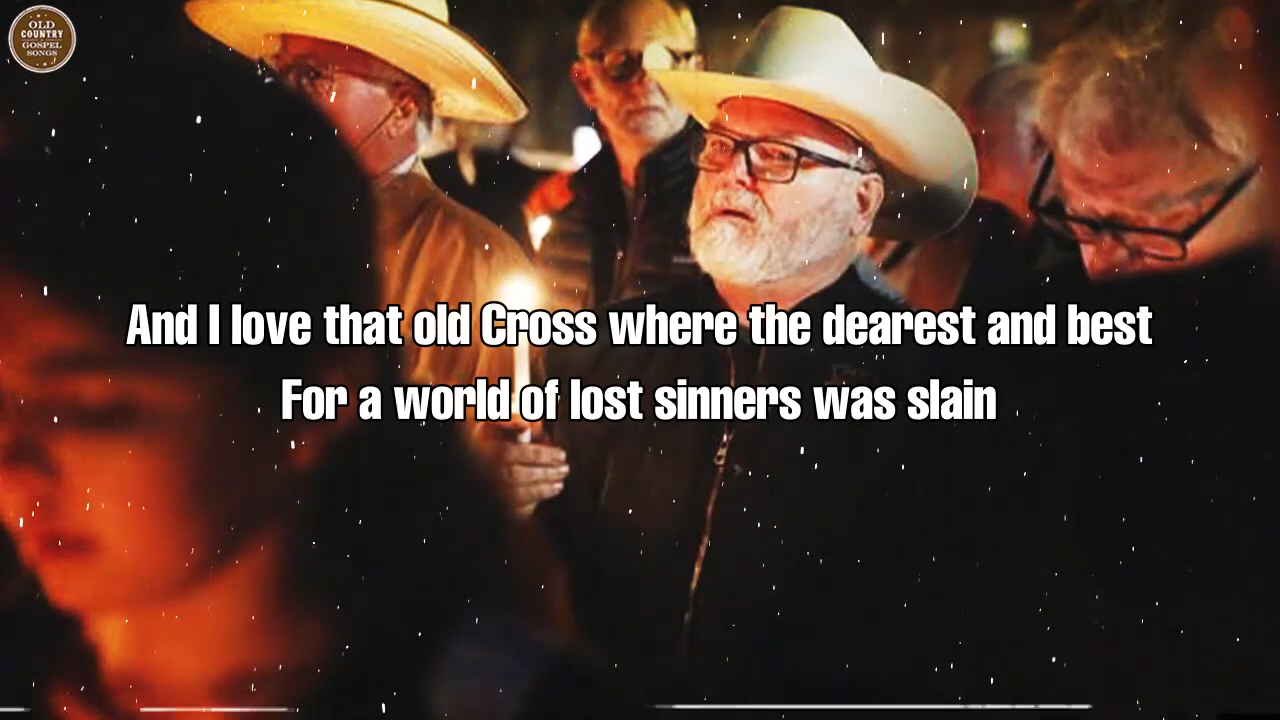 OLD
COUNTRY
GOSPEL
SONGS
And I love that old Cross where the dearest and best
For a world of lost sinners was slain